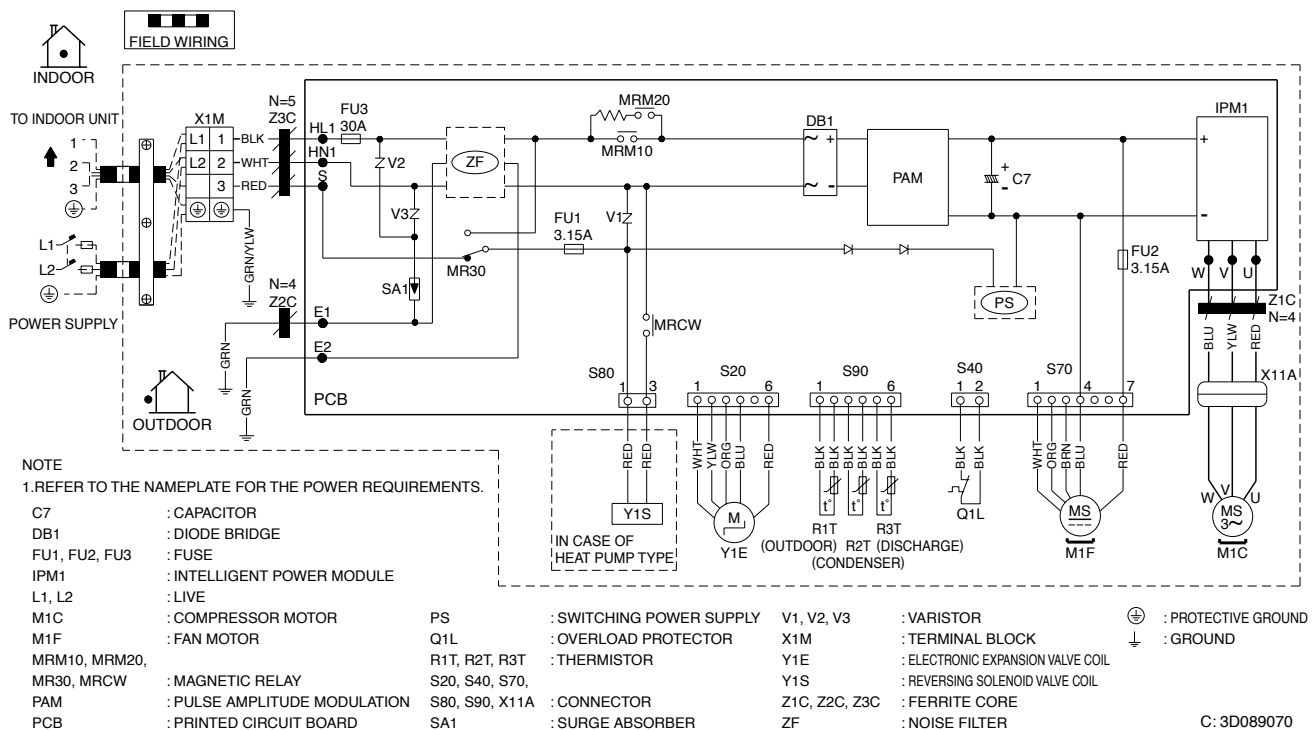 FIELD WIRING
INDOOR
TO INDOOR UNIT
1
2
3
L1
L2
POWER SUPPLY
OUTDOOR
X1M
L1 1
L2 2
3
BLK
WHT
RED
GRN/YLW
N=5
Z3C
N=4
Z2C
GRN
GRN
HL1
HN1
S
E1
E2
PCB
FU3
30A
V2
V3
SA1
ZF
MR30
MRM20
MRM10
FU1
3.15A
V1
MRCW
DB1
~ +
~ -
PAM
+
-
C7
PS
FU2
3.15A
IPM1
+
-
W V U
Z1C
N=4
BLU
YLW
RED
X11A
W V U
MS
3~
M1C
S80
1 3
RED
RED
Y1S
IN CASE OF
HEAT PUMP TYPE
S20
1 6
WHT
YLW
ORG
BLU
RED
M
Y1E
S90
1 6
BLK
BLK
BLK
BLK
BLK
BLK
t°
t°
t°
R1T
(OUTDOOR)
R2T
(CONDENSER)
R3T
(DISCHARGE)
S40
1 2
BLK
BLK
Q1L
S70
1 4 7
WHT
ORG
BRN
BLU
RED
MS
M1F
NOTE
1.REFER TO THE NAMEPLATE FOR THE POWER REQUIREMENTS.
C7 : CAPACITOR
DB1 : DIODE BRIDGE
FU1, FU2, FU3 : FUSE
IPM1 : INTELLIGENT POWER MODULE
L1, L2 : LIVE
M1C : COMPRESSOR MOTOR
M1F : FAN MOTOR
MRM10, MRM20,
MR30, MRCW : MAGNETIC RELAY
PAM : PULSE AMPLITUDE MODULATION
PCB : PRINTED CIRCUIT BOARD
PS : SWITCHING POWER SUPPLY
Q1L : OVERLOAD PROTECTOR
R1T, R2T, R3T : THERMISTOR
S20, S40, S70,
S80, S90, X11A : CONNECTOR
SA1 : SURGE ABSORBER
V1, V2, V3 : VARISTOR
X1M : TERMINAL BLOCK
Y1E : ELECTRONIC EXPANSION VALVE COIL
Y1S : REVERSING SOLENOID VALVE COIL
Z1C, Z2C, Z3C : FERRITE CORE
ZF : NOISE FILTER
: PROTECTIVE GROUND
: GROUND
C: 3D089070